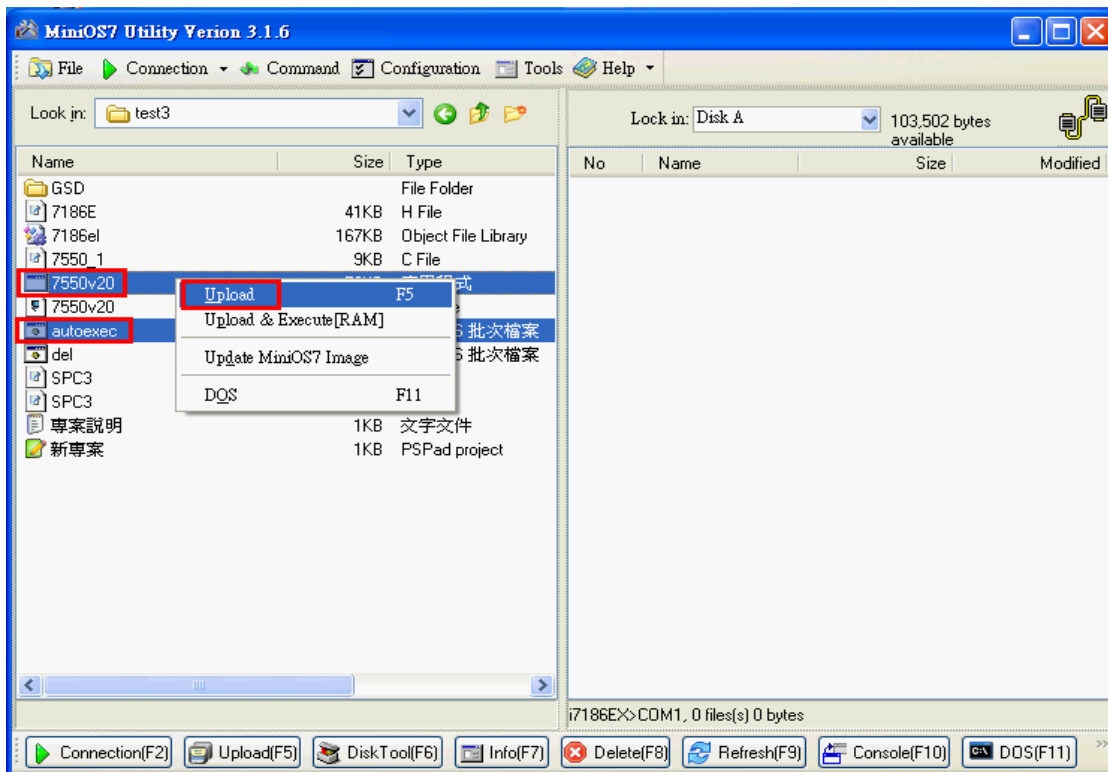 MiniOS7 Utility Verion 3.1.6
File Connection Command Configuration Tools Help
Look in: test3
Lock in: Disk A 103,502 bytes available
Name Size Type
No Name Size Modified
GSD File Folder
7186E 41KB H File
7186el 167KB Object File Library
7550_1 9KB C File
7550v20
Upload F5
7550v20
Upload & Execute[RAM]
autoexec 批次檔案
del 批次檔案
Update MiniOS7 Image
SPC3
DOS F11
SPC3
專案說明 1KB 文字文件
新專案 1KB PSPad project
i7186EX>COM1, 0 files(s) 0 bytes
Connection(F2) Upload(F5) DiskTool(F6) Info(F7) Delete(F8) Refresh(F9) Console(F10) DOS(F11)